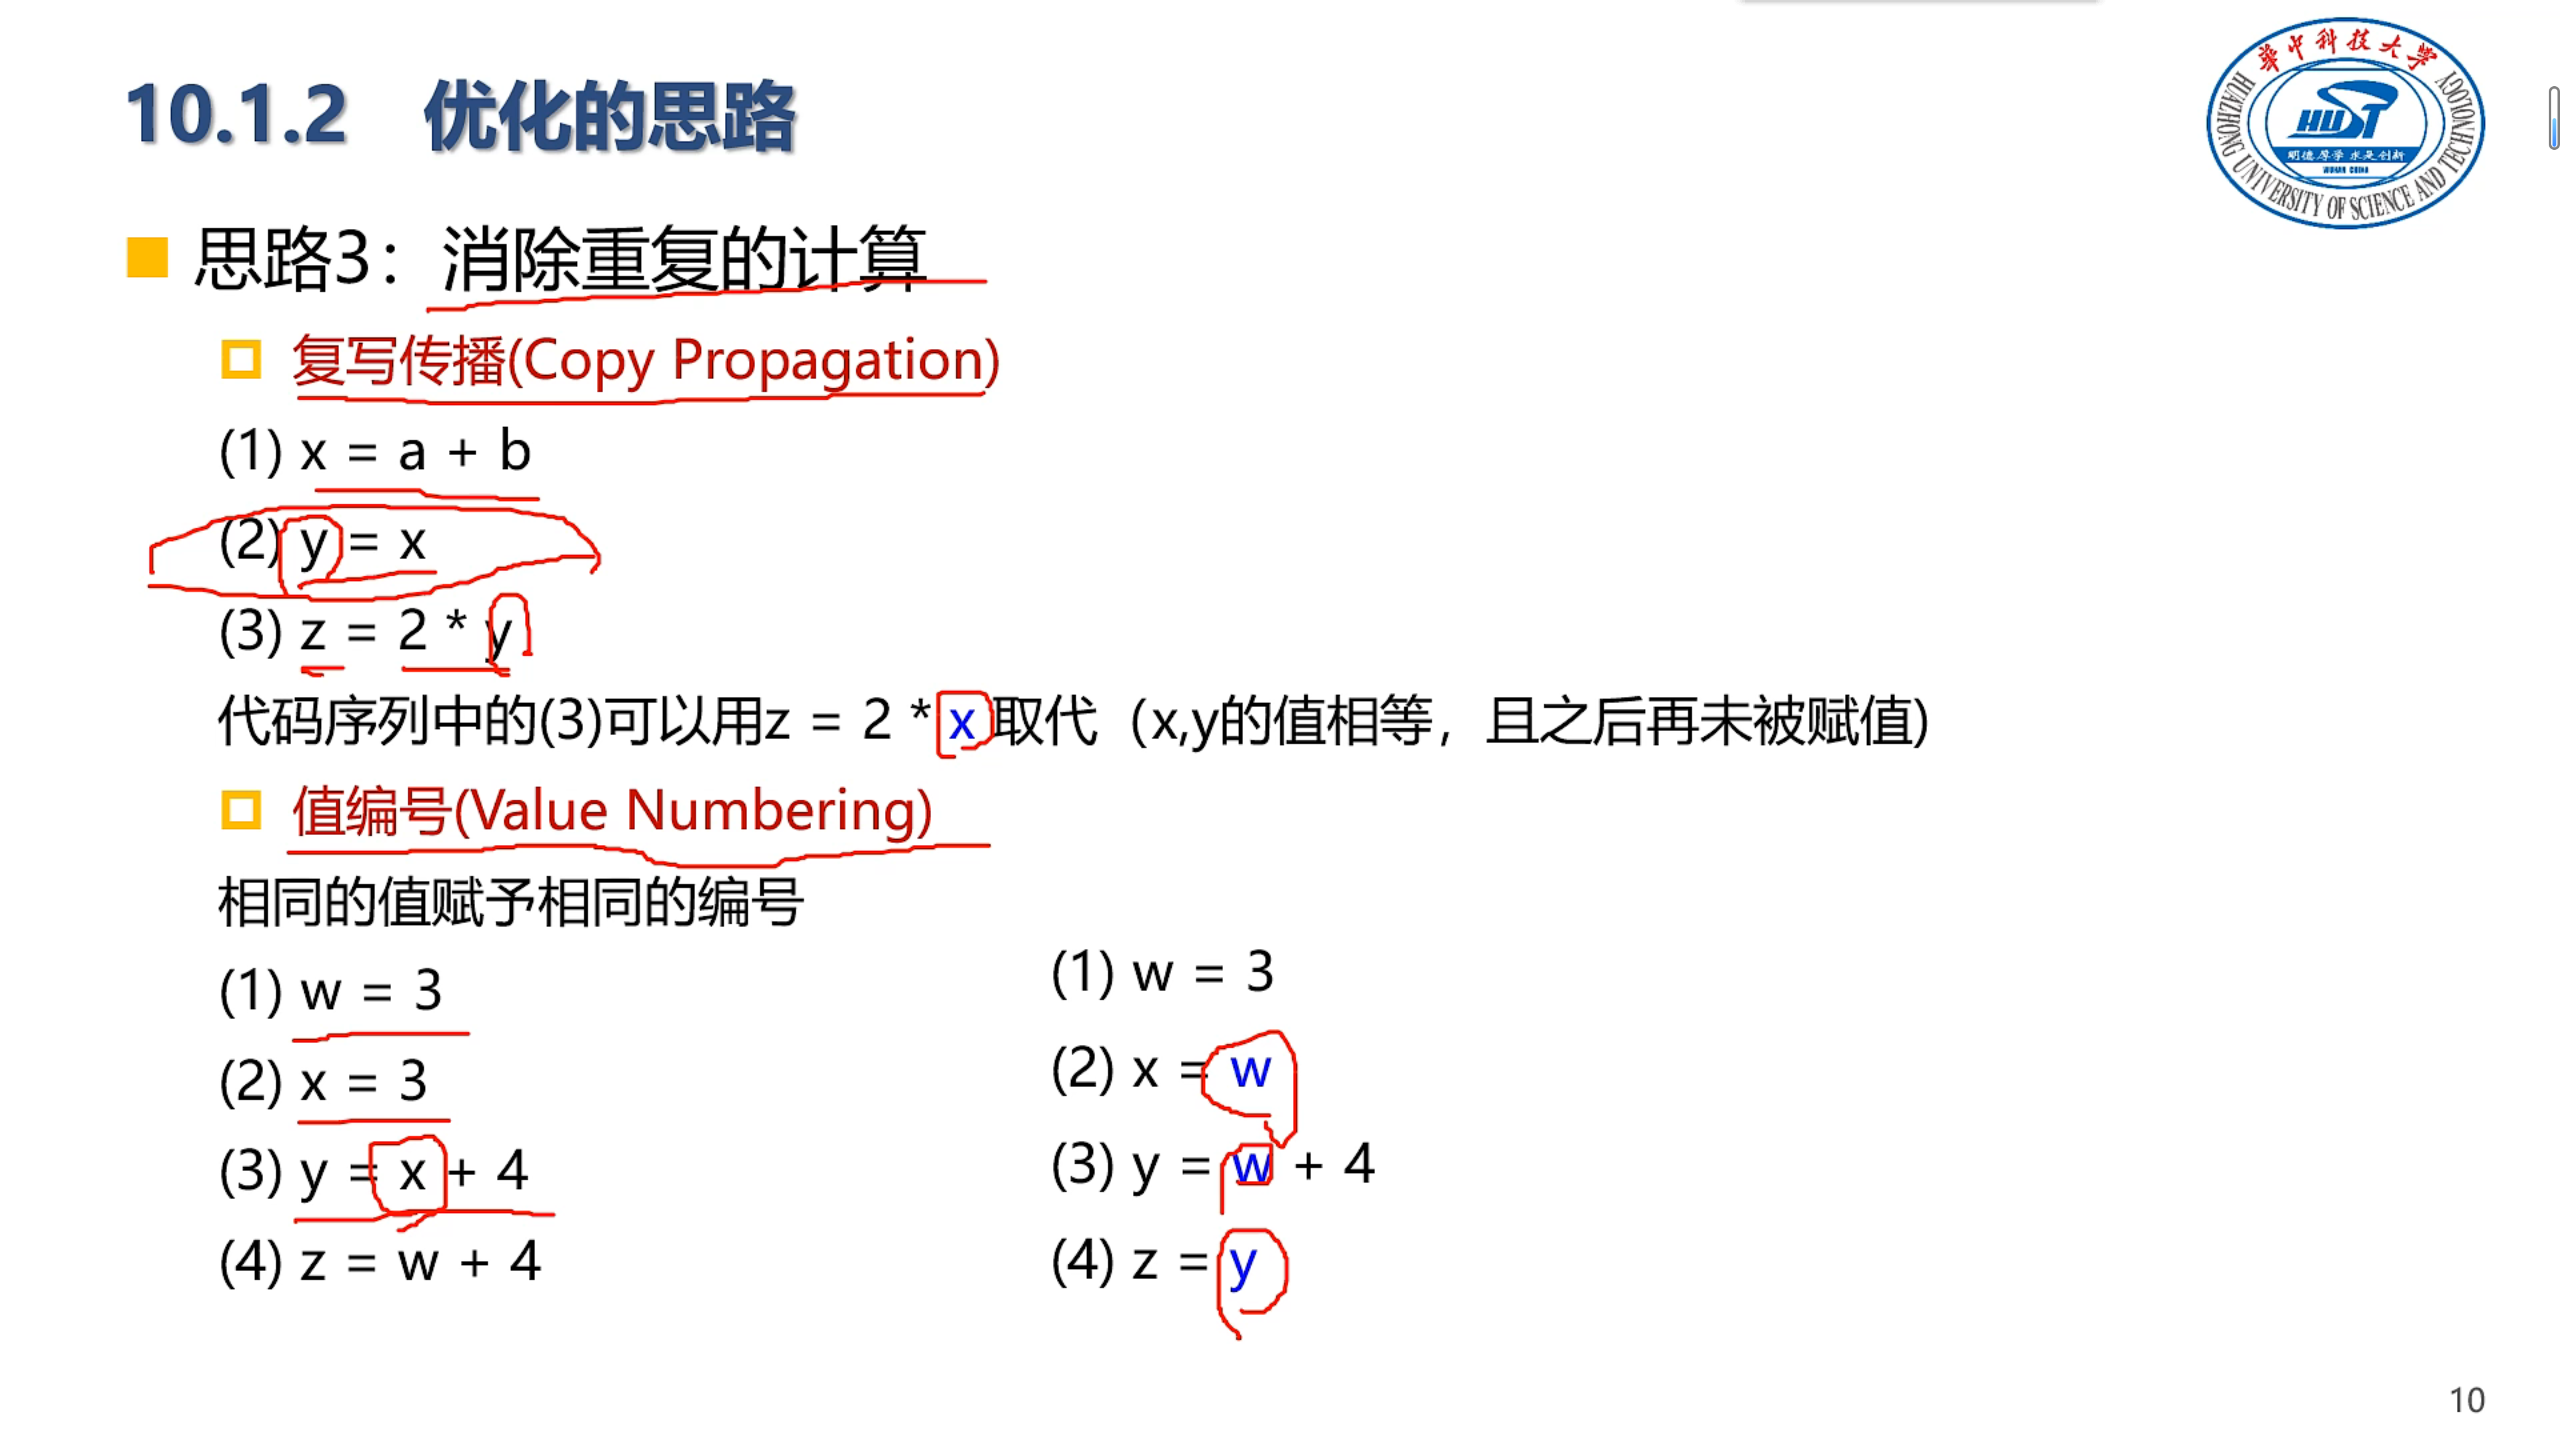 10.1.2 优化的思路
華中科技大学
HUAZHONG UNIVERSITY OF SCIENCE AND TECHNOLOGY
HUST
明德厚学 求是创新
WUHAN CHINA
思路3：消除重复的计算
复写传播(Copy Propagation)
(1) x = a + b
(2) y = x
(3) z = 2 * y
代码序列中的(3)可以用z = 2 * x取代（x,y的值相等，且之后再未被赋值)
值编号(Value Numbering)
相同的值赋予相同的编号
(1) w = 3
(2) x = 3
(3) y = x + 4
(4) z = w + 4
(1) w = 3
(2) x = w
(3) y = w + 4
(4) z = y
10